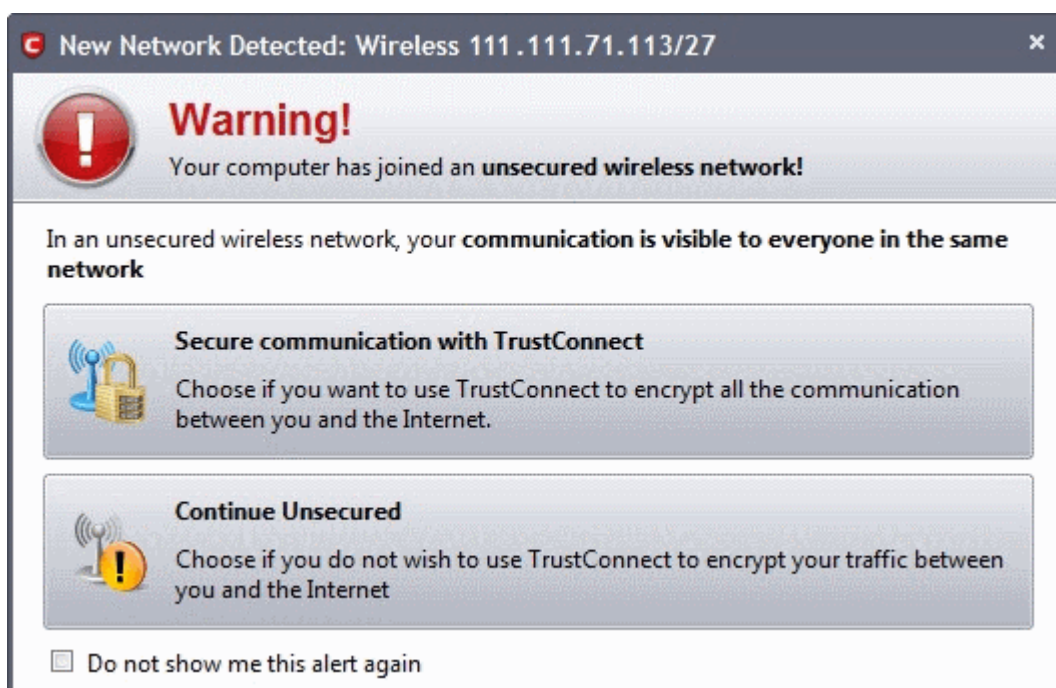 New Network Detected: Wireless 111.111.71.113/27
Warning!
Your computer has joined an unsecured wireless network!
In an unsecured wireless network, your communication is visible to everyone in the same
network
Secure communication with TrustConnect
Choose if you want to use TrustConnect to encrypt all the communication
between you and the Internet.
Continue Unsecured
Choose if you do not wish to use TrustConnect to encrypt your traffic between
you and the Internet
Do not show me this alert again